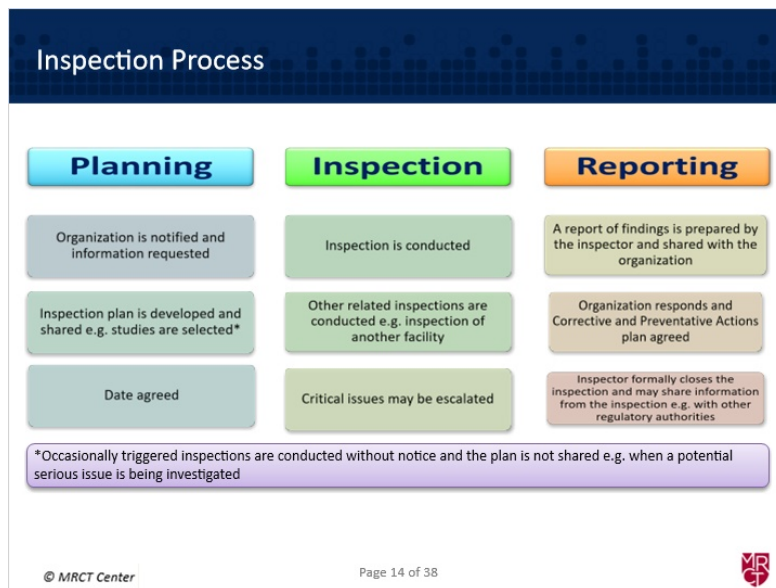 Inspection Process
Planning
Inspection
Reporting
Organization is notified and
information requested
Inspection is conducted
A report of findings is prepared by
the inspector and shared with the
organization
Inspection plan is developed and
shared e.g. studies are selected*
Other related inspections are
conducted e.g. inspection of
another facility
Organization responds and
Corrective and Preventative Actions
plan agreed
Date agreed
Critical issues may be escalated
Inspector formally closes the
inspection and may share information
from the inspection e.g. with other
regulatory authorities
*Occasionally triggered inspections are conducted without notice and the plan is not shared e.g. when a potential
serious issue is being investigated
© MRCT Center
Page 14 of 38
MR
CT